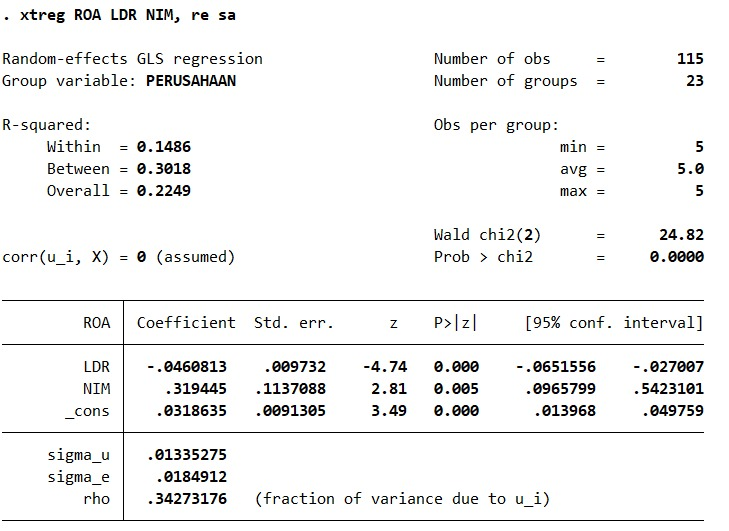 . xtreg ROA LDR NIM, re sa
Random-effects GLS regression Number of obs = 115
Group variable: PERUSAHAAN Number of groups = 23
R-squared: Obs per group:
Within = 0.1486 min = 5
Between = 0.3018 avg = 5.0
Overall = 0.2249 max = 5
Wald chi2(2) = 24.82
corr(u_i, X) = 0 (assumed) Prob > chi2 = 0.0000
ROA Coefficient Std. err. z P>|z| [95% conf. interval]
LDR -.0460813 .009732 -4.74 0.000 -.0651556 -.027007
NIM .319445 .1137088 2.81 0.005 .0965799 .5423101
_cons .0318635 .0091305 3.49 0.000 .013968 .049759
sigma_u .01335275
sigma_e .0184912
rho .34273176 (fraction of variance due to u_i)